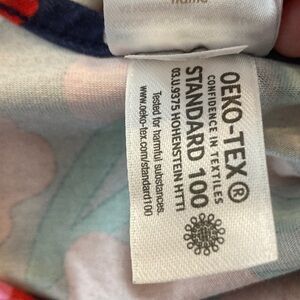 name
OEKO-TEX®
CONFIDENCE IN TEXTILES
STANDARD 100
03.U.9375 HOHENSTEIN HTTI
Tested for harmful substances.
www.oeko-tex.com/standard100